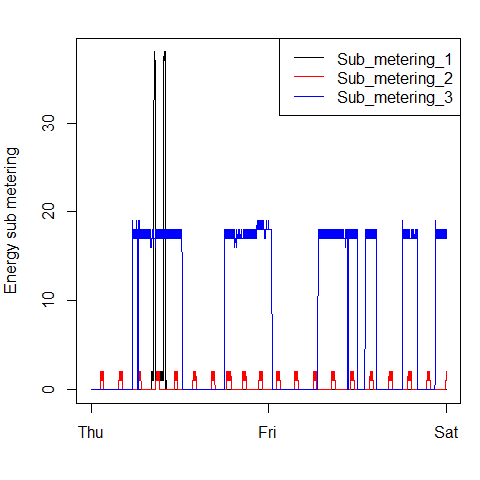 Sub_metering_1
Sub_metering_2
Sub_metering_3
Energy sub metering
30
20
10
0
Thu Fri Sat